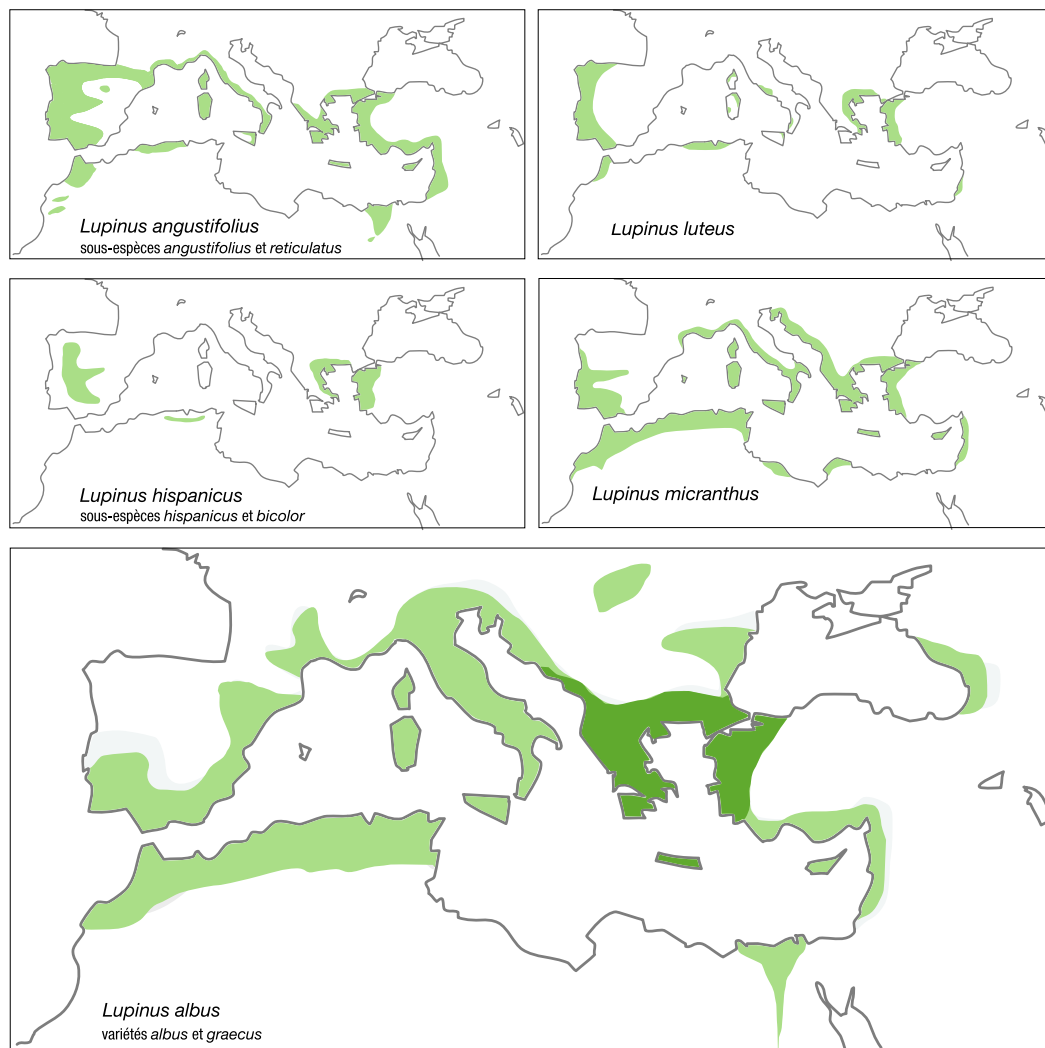 Lupinus angustifolius
sous-espèces angustifolius et reticulatus
Lupinus luteus
Lupinus hispanicus
sous-espèces hispanicus et bicolor
Lupinus micranthus
Lupinus albus
variétés albus et graecus